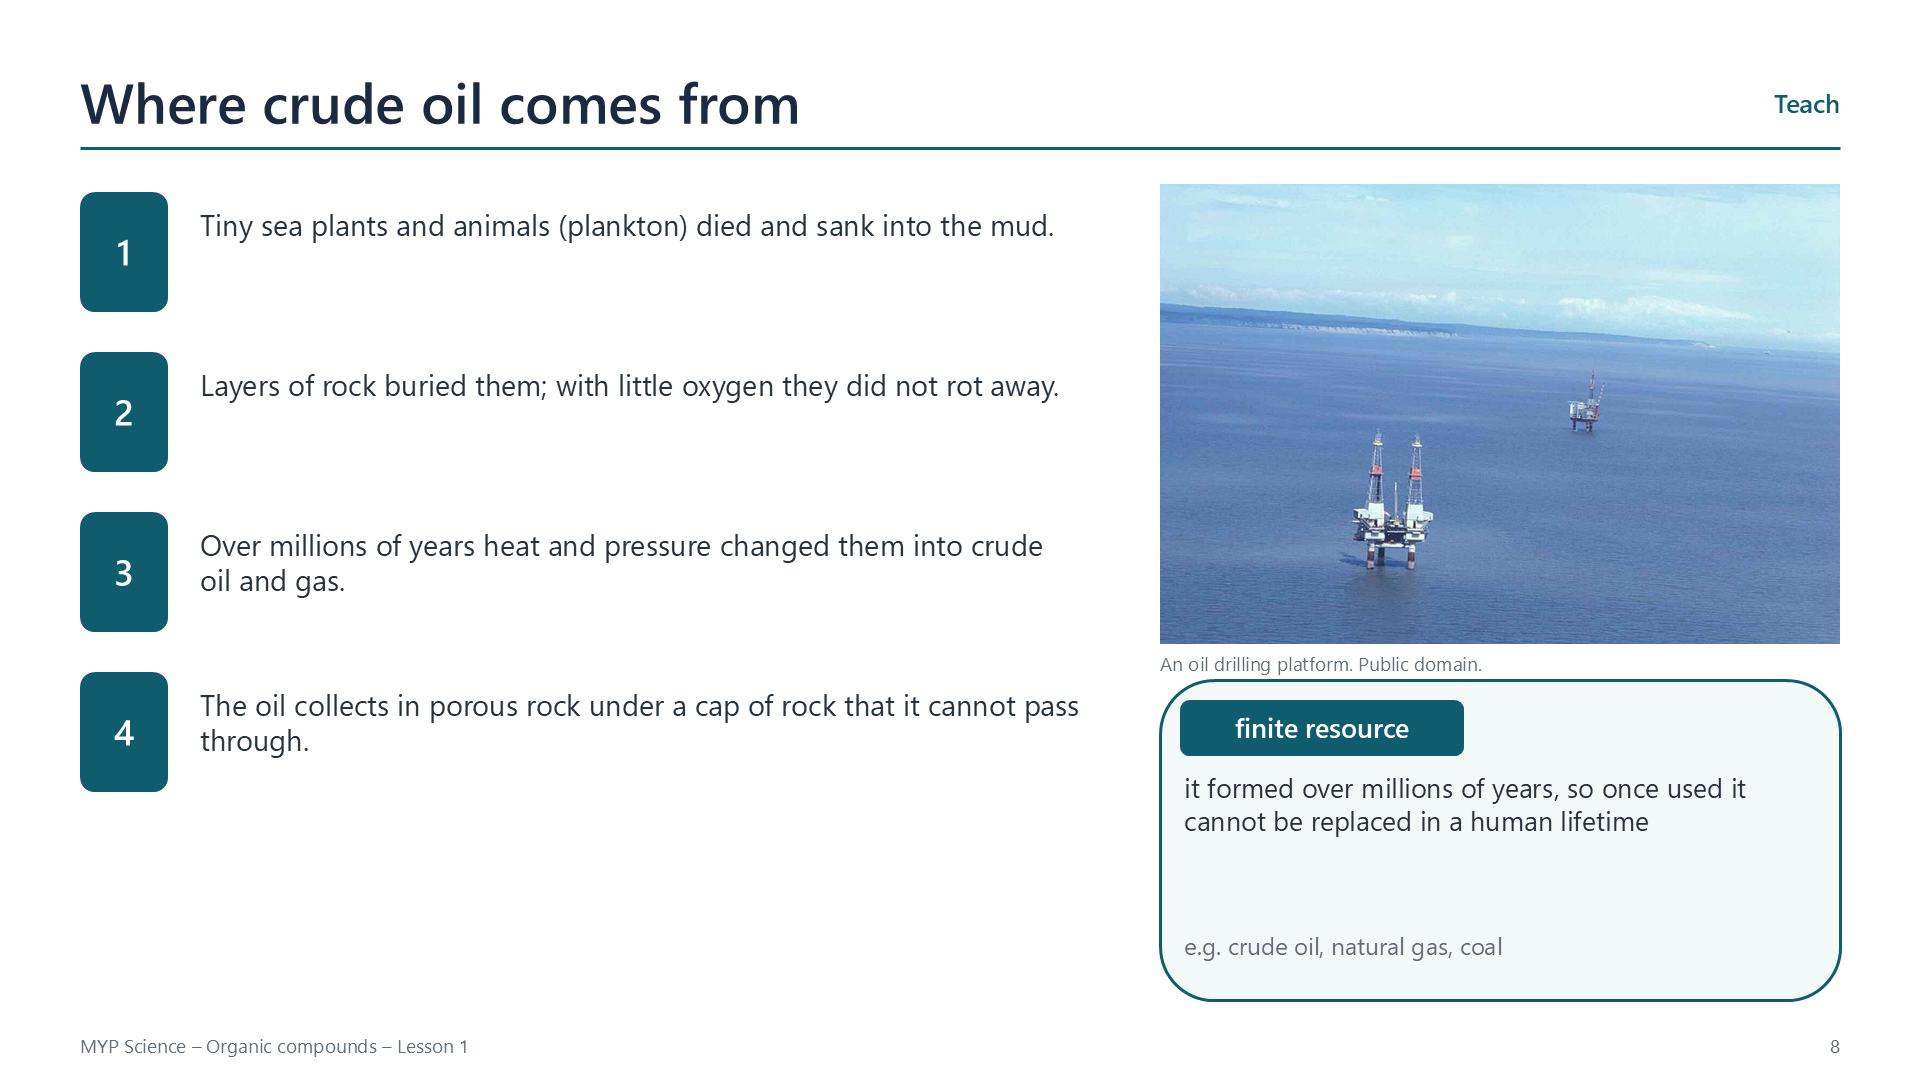 Where crude oil comes from
Teach
1
Tiny sea plants and animals (plankton) died and sank into the mud.
2
Layers of rock buried them; with little oxygen they did not rot away.
3
Over millions of years heat and pressure changed them into crude
oil and gas.
4
The oil collects in porous rock under a cap of rock that it cannot pass
through.
An oil drilling platform. Public domain.
finite resource
it formed over millions of years, so once used it
cannot be replaced in a human lifetime
e.g. crude oil, natural gas, coal
MYP Science – Organic compounds – Lesson 1
8